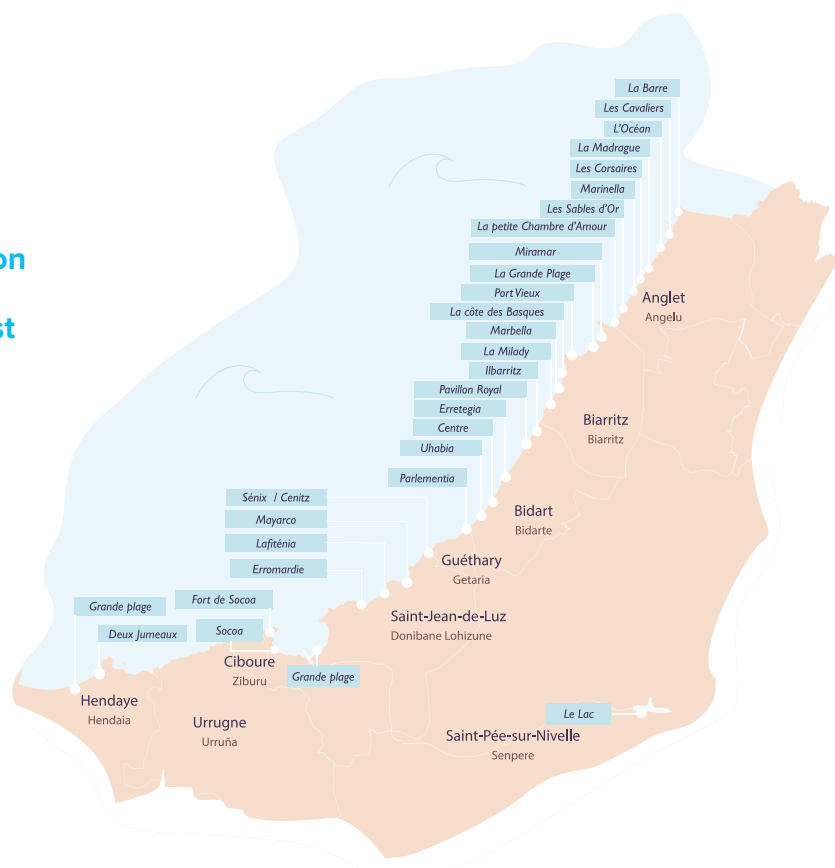 on
st
La Barre
Les Cavaliers
L'Océan
La Madrague
Les Corsaires
Marinella
Les Sables d'Or
La petite Chambre d'Amour
Miramar
La Grande Plage
Port Vieux
La côte des Basques
Marbella
La Milady
Ilbarritz
Pavillon Royal
Erretegia
Centre
Uhabia
Parlementia
Sénix / Cenitz
Mayarco
Lafiténia
Erromardie
Fort de Socoa
Grande plage
Socoa
Deux Jumeaux
Grande plage
Le Lac
Anglet
Angelu
Biarritz
Biarritz
Bidart
Bidarte
Guéthary
Getaria
Saint-Jean-de-Luz
Donibane Lohizune
Ciboure
Ziburu
Hendaye
Hendaia
Urrugne
Urruña
Saint-Pée-sur-Nivelle
Senpere